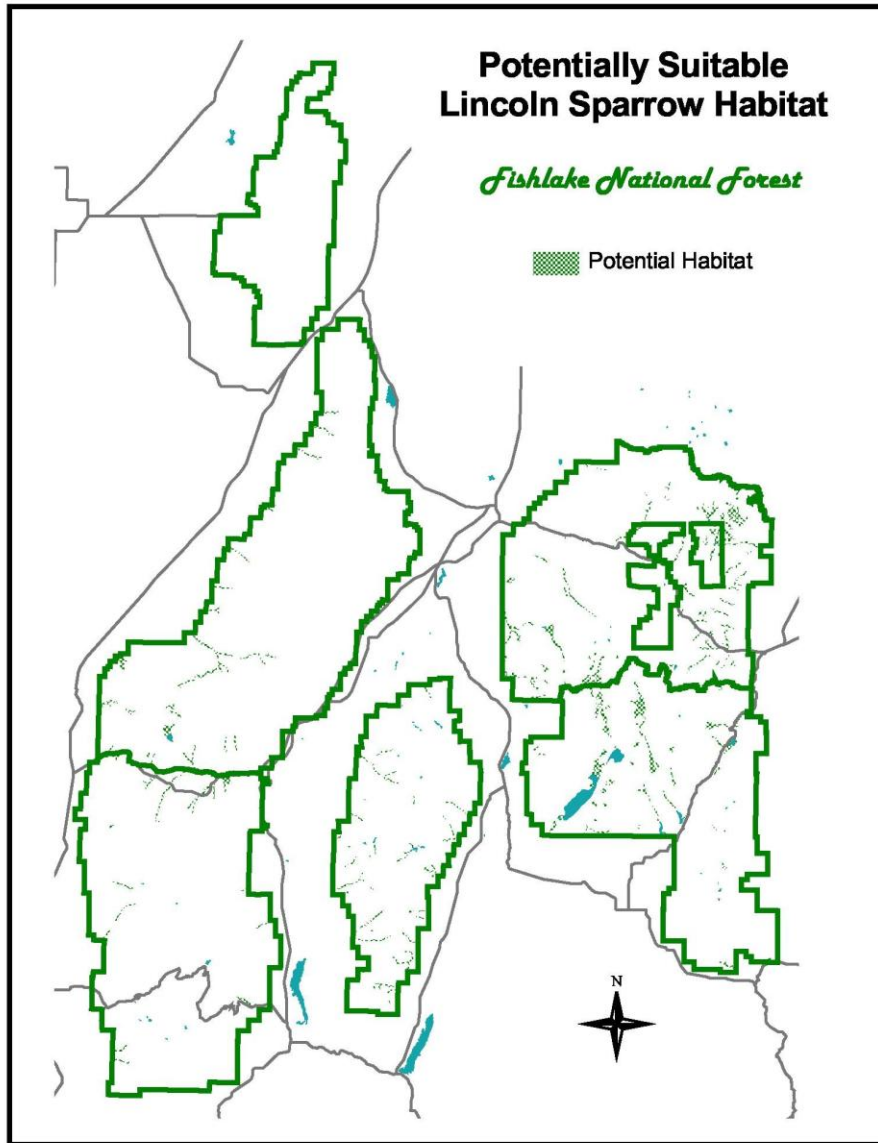 Potentially Suitable
Lincoln Sparrow Habitat
Fishlake National Forest
Potential Habitat
N